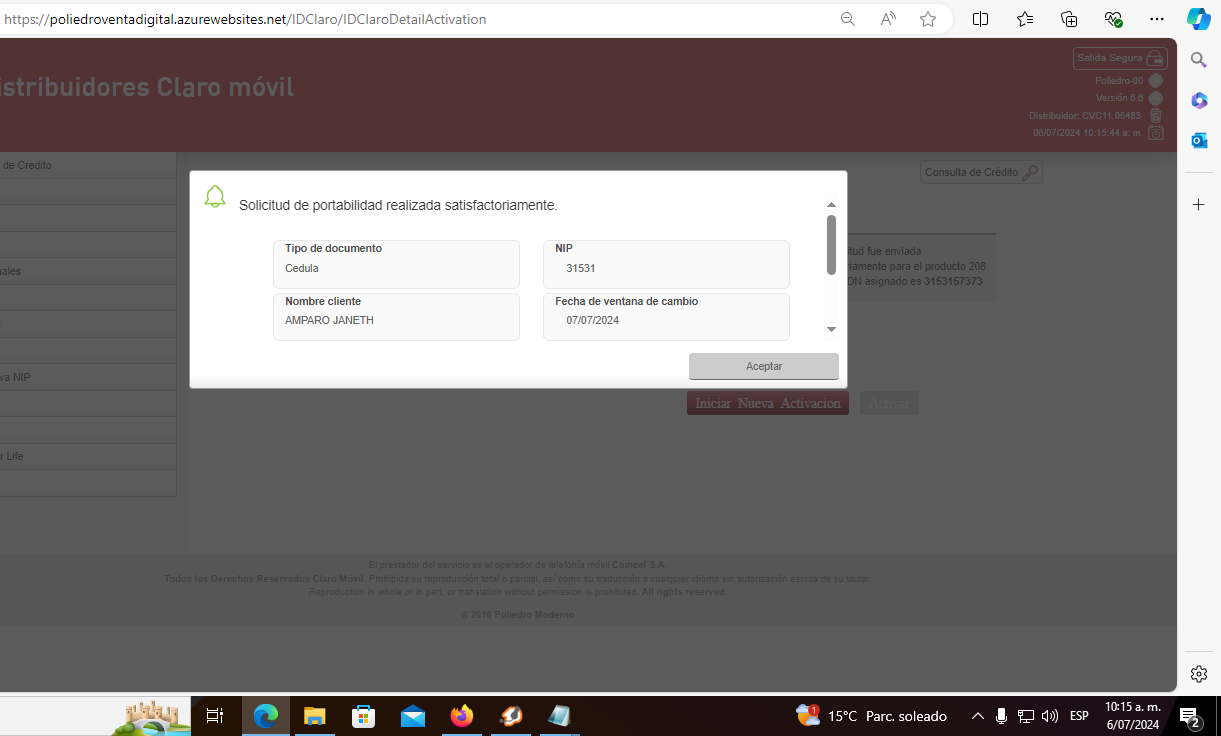 https://poliedroventadigital.azurewebsites.net/IDClaro/IDClaroDetailActivation
istribuidores Claro móvil
Salida Segura
Poliedro-00
Versión 6.6
Distribuidor: CVC11.05483
06/07/2024 10:15:44 a. m.
de Credito
Consulta de Crédito
Solicitud de portabilidad realizada satisfactoriamente.
Tipo de documento
Cedula
NIP
31531
Nombre cliente
AMPARO JANETH
Fecha de ventana de cambio
07/07/2024
Aceptar
itud fue enviada
riamente para el producto 208
DN asignado es 3153157373.
nales
va NIP
r Life
Iniciar Nueva Activacion
Activar
El prestador del servicio es el operador de telefonía móvil Comcel S.A.
Todos los Derechos Reservados Claro Móvil. Prohibida su reproducción total o parcial, así como su traducción a cualquier idioma sin autorización escrita de su titular.
Reproduction in whole or in part, or translation without permission is prohibited. All rights reserved.
© 2016 Poliedro Moderno
1
15°C Parc. soleado
ESP
10:15 a. m.
6/07/2024
2